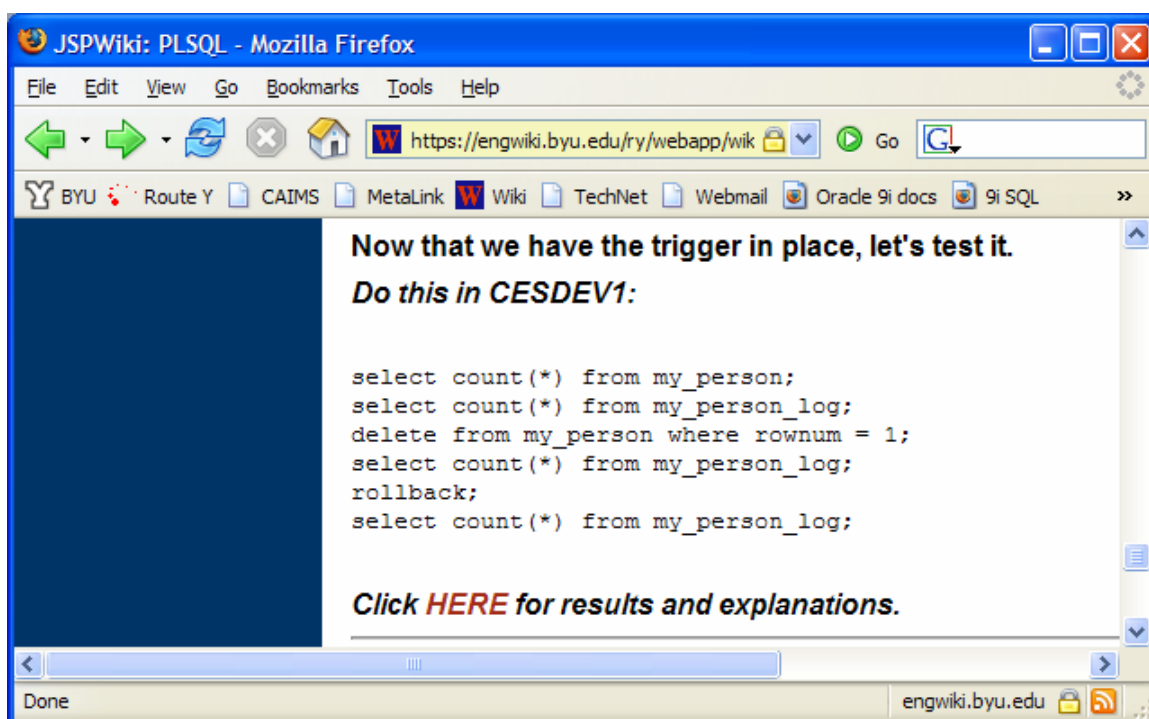 JSPWiki: PLSQL - Mozilla Firefox
File Edit View Go Bookmarks Tools Help
W https://engwiki.byu.edu/ry/webapp/wik Go G
Y BYU Route Y CAIMS MetaLink W Wiki TechNet Webmail Oracle 9i docs 9i SQL »
Now that we have the trigger in place, let's test it.
Do this in CESDEV1:
select count(*) from my_person;
select count(*) from my_person_log;
delete from my_person where rownum = 1;
select count(*) from my_person_log;
rollback;
select count(*) from my_person_log;
Click HERE for results and explanations.
Done engwiki.byu.edu